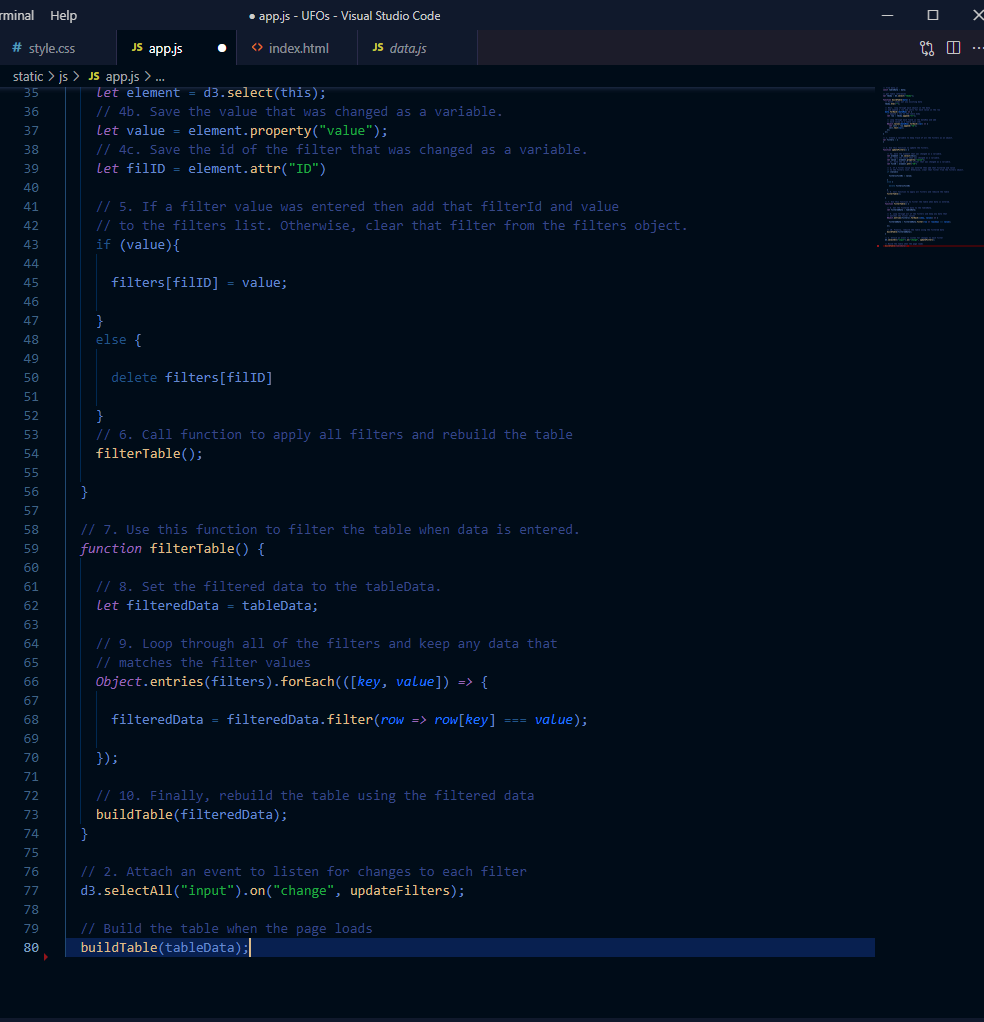 rminal Help ● app.js - UFOs - Visual Studio Code
# style.css JS app.js ● <> index.html JS data.js
static > js > JS app.js > ...
35 let element = d3.select(this);
36 // 4b. Save the value that was changed as a variable.
37 let value = element.property("value");
38 // 4c. Save the id of the filter that was changed as a variable.
39 let filID = element.attr("ID")
40
41 // 5. If a filter value was entered then add that filterId and value
42 // to the filters list. Otherwise, clear that filter from the filters object.
43 if (value){
44
45 filters[filID] = value;
46
47 }
48 else {
49
50 delete filters[filID]
51
52 }
53 // 6. Call function to apply all filters and rebuild the table
54 filterTable();
55
56 }
57
58 // 7. Use this function to filter the table when data is entered.
59 function filterTable() {
60
61 // 8. Set the filtered data to the tableData.
62 let filteredData = tableData;
63
64 // 9. Loop through all of the filters and keep any data that
65 // matches the filter values
66 Object.entries(filters).forEach(([key, value]) => {
67
68 filteredData = filteredData.filter(row => row[key] === value);
69
70 });
71
72 // 10. Finally, rebuild the table using the filtered data
73 buildTable(filteredData);
74 }
75
76 // 2. Attach an event to listen for changes to each filter
77 d3.selectAll("input").on("change", updateFilters);
78
79 // Build the table when the page loads
80 buildTable(tableData);